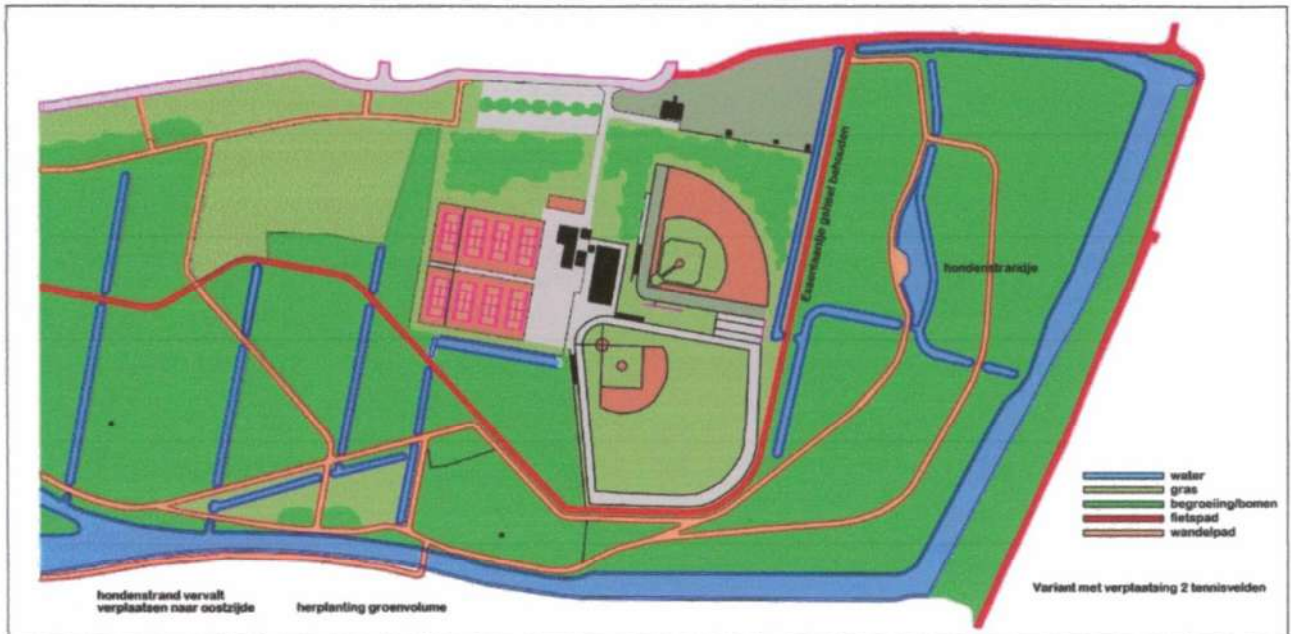 Essenlaantje geheel behouden
hondenstrandje
water
gras
begroeiing/bomen
fietspad
wandelpad
hondenstrand vervalt
verplaatsen naar oostzijde
herplanting groenvolume
Variant met verplaatsing 2 tennisvelden